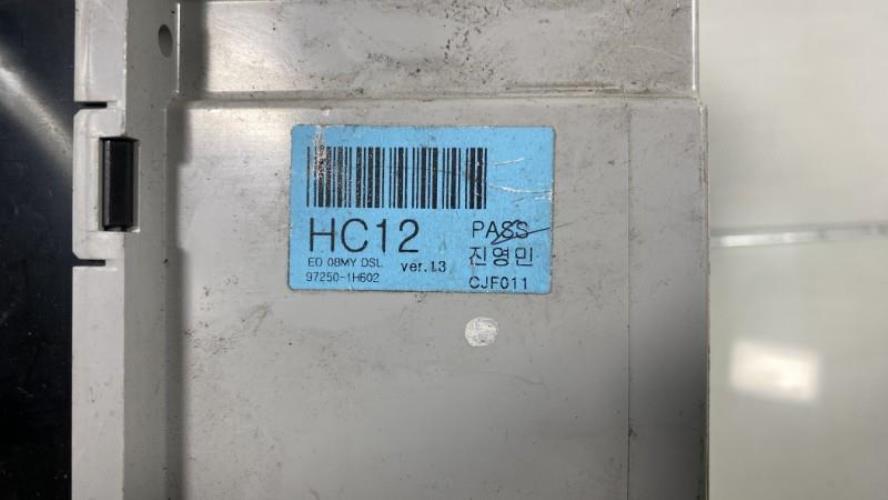 HC12
PASS
ED 08MY DSL ver.1.3
진영민
97250-1H602
CJF011